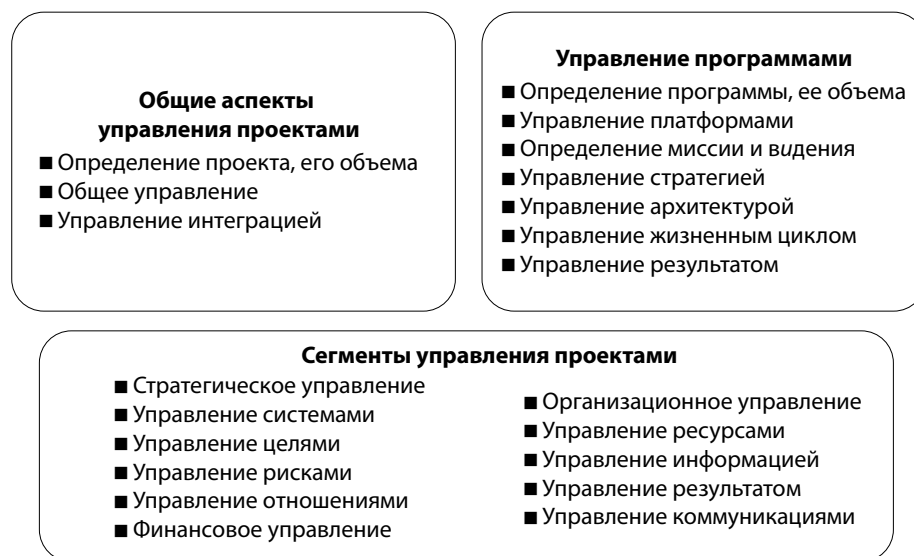 Общие аспекты
управления проектами
■ Определение проекта, его объема
■ Общее управление
■ Управление интеграцией
Управление программами
■ Определение программы, ее объема
■ Управление платформами
■ Определение миссии и видения
■ Управление стратегией
■ Управление архитектурой
■ Управление жизненным циклом
■ Управление результатом
Сегменты управления проектами
■ Стратегическое управление
■ Управление системами
■ Управление целями
■ Управление рисками
■ Управление отношениями
■ Финансовое управление
■ Организационное управление
■ Управление ресурсами
■ Управление информацией
■ Управление результатом
■ Управление коммуникациями